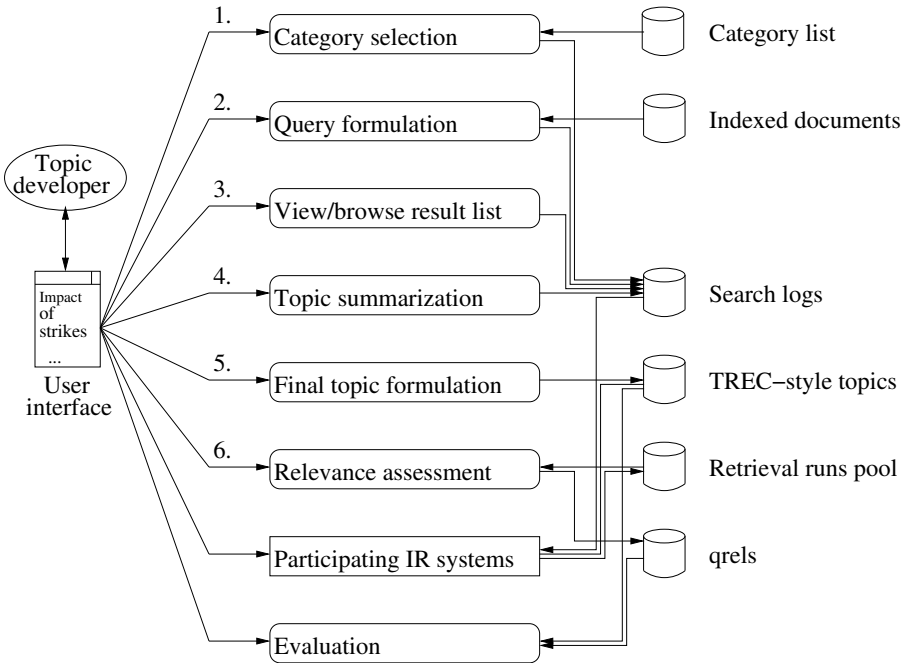 1.
Category selection
Category list
2.
Query formulation
Indexed documents
Topic
developer
3.
View/browse result list
4.
Impact
of
strikes
...
Topic summarization
Search logs
User
interface
5.
Final topic formulation
TREC−style topics
6.
Relevance assessment
Retrieval runs pool
Participating IR systems
qrels
Evaluation